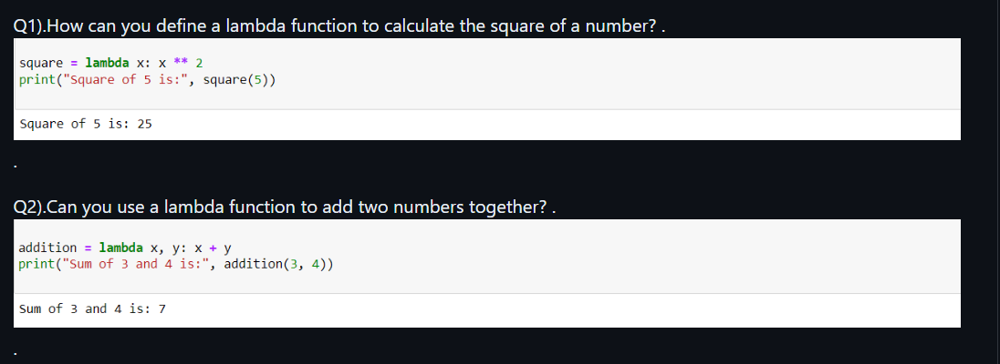 Q1).How can you define a lambda function to calculate the square of a number? .
square = lambda x: x ** 2
print("Square of 5 is:", square(5))
Square of 5 is: 25
.
Q2).Can you use a lambda function to add two numbers together? .
addition = lambda x, y: x + y
print("Sum of 3 and 4 is:", addition(3, 4))
Sum of 3 and 4 is: 7
.